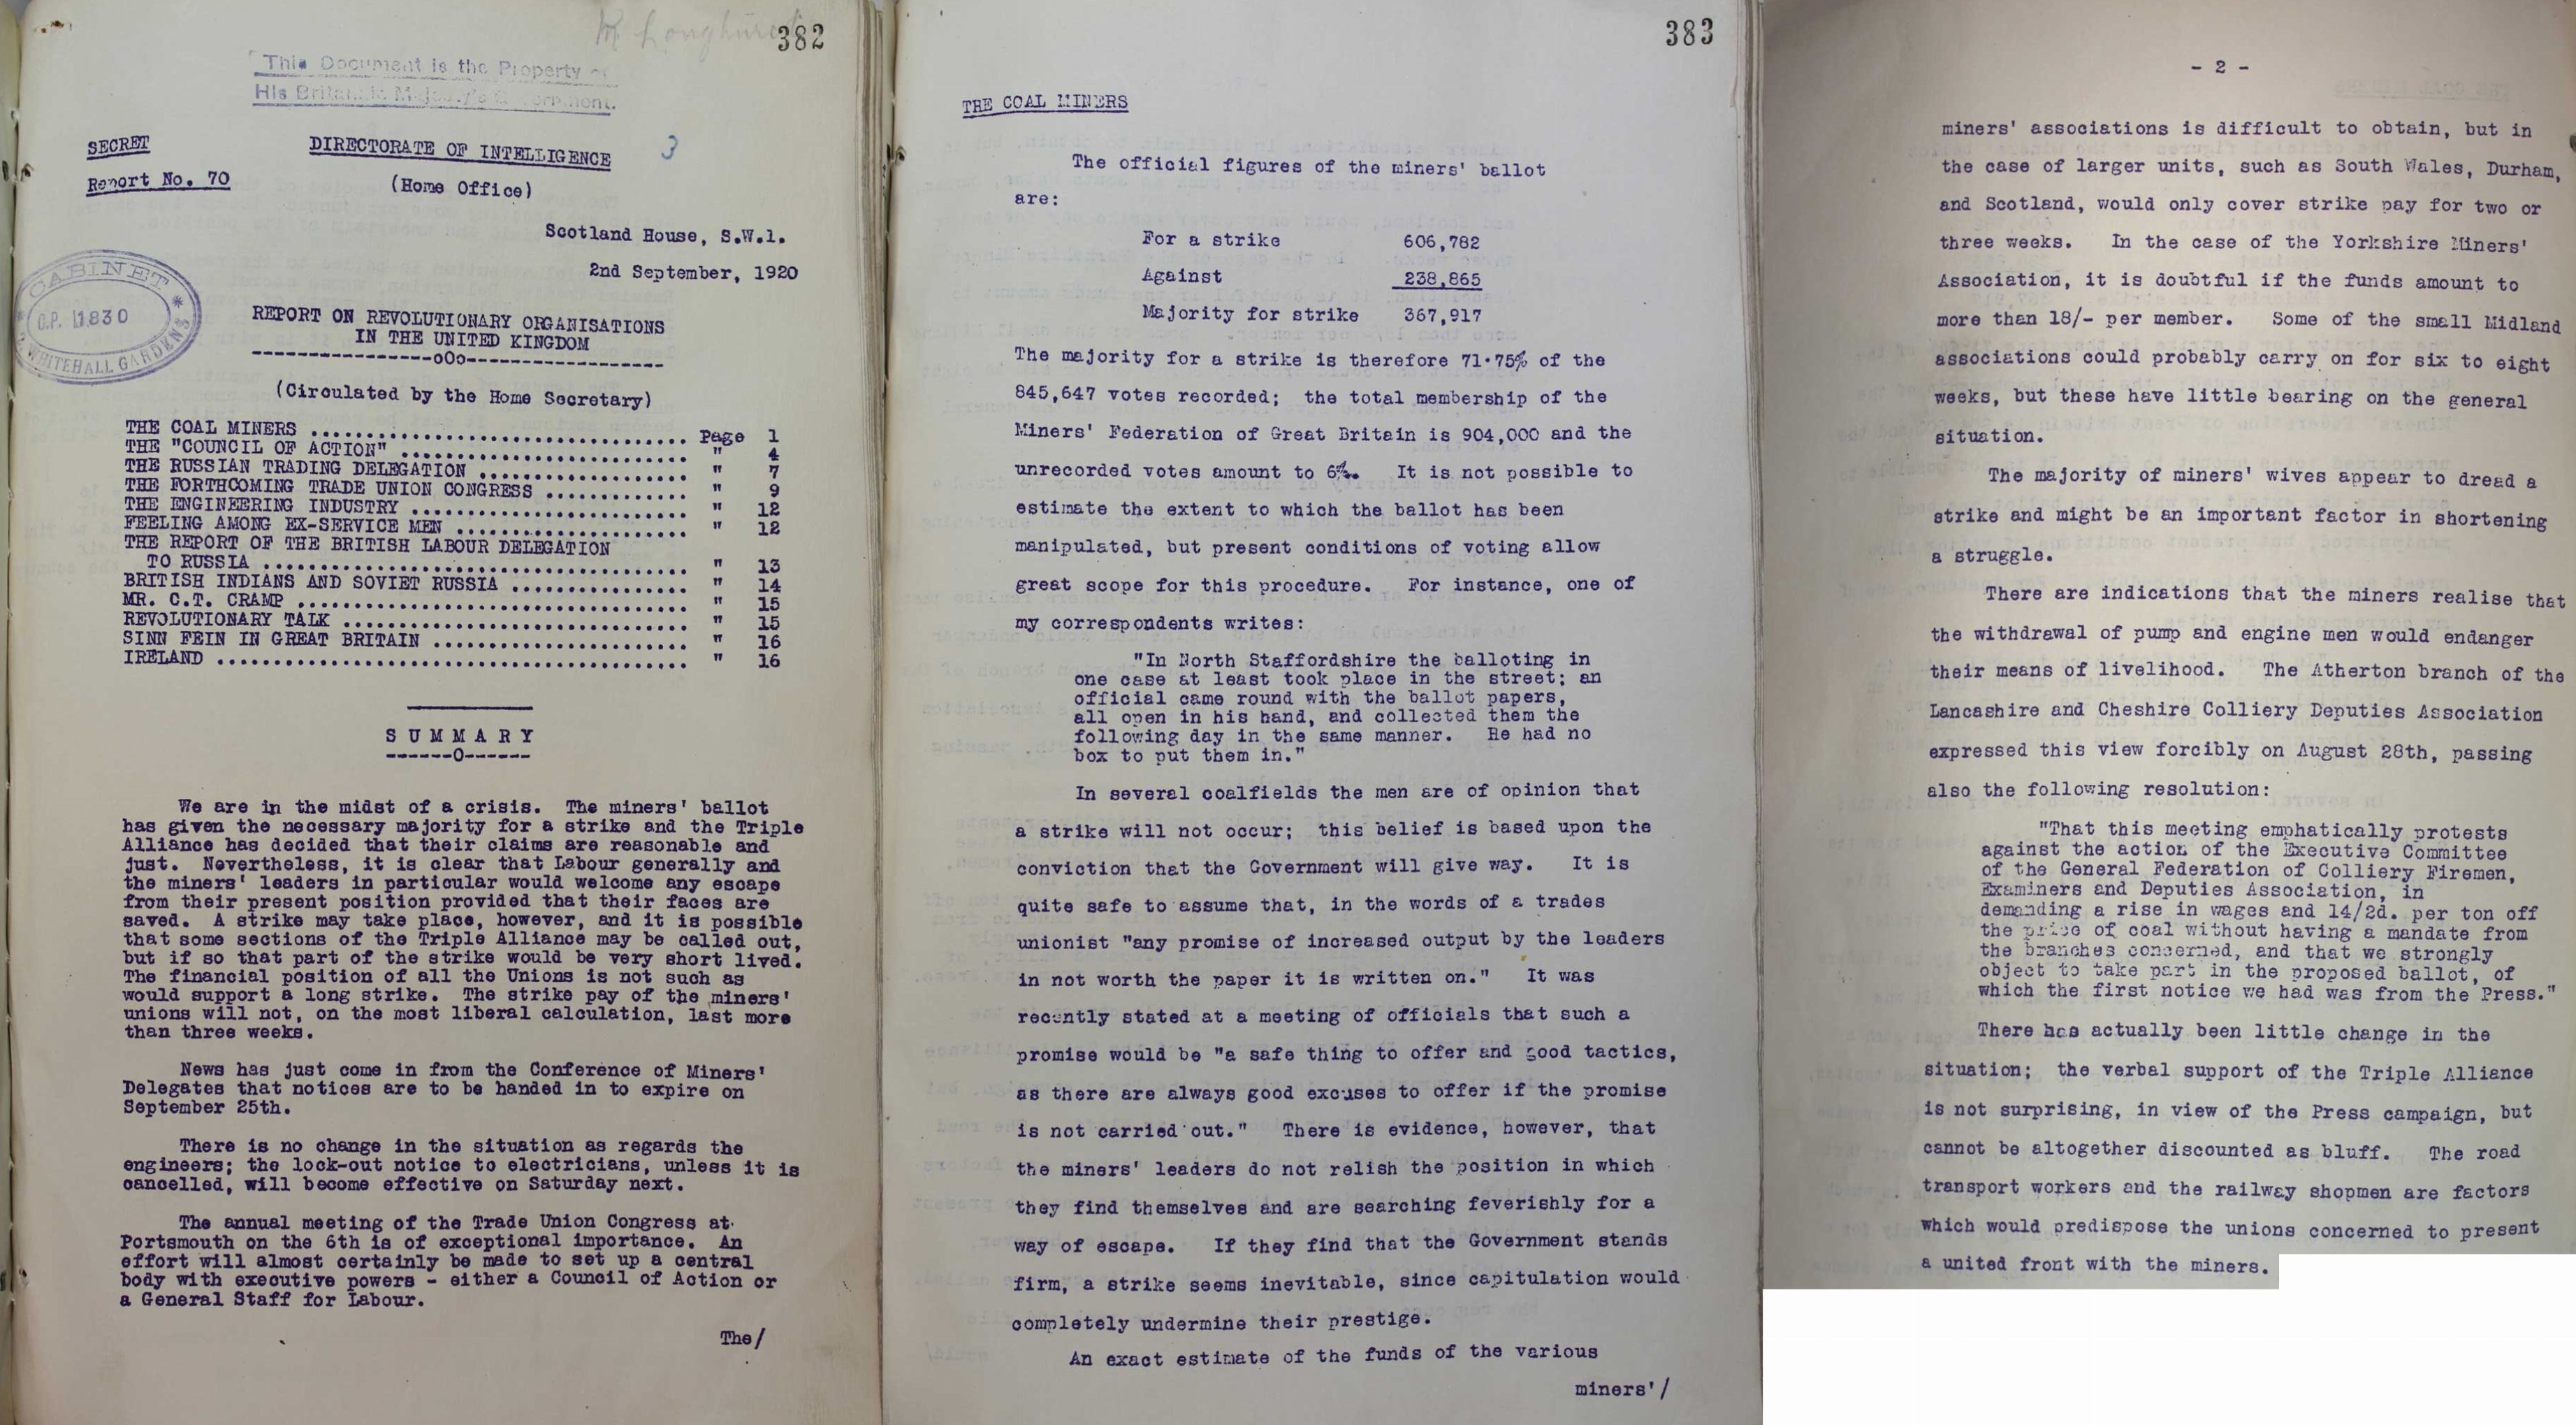 382
This Document is the Property of
His Britannic Majesty's Government.
SECRET
DIRECTORATE OF INTELLIGENCE
3
Report No. 70
(Home Office)
Scotland House, S.W.1.
2nd September, 1920
CABINET
C.P. 1830
WHITEHALL GARDENS
REPORT ON REVOLUTIONARY ORGANISATIONS
IN THE UNITED KINGDOM
-----------------oOo------------------
(Circulated by the Home Secretary)
THE COAL MINERS .................................. Page 1
THE "COUNCIL OF ACTION" .......................... " 4
THE RUSSIAN TRADING DELEGATION ................... " 7
THE FORTHCOMING TRADE UNION CONGRESS ............. " 9
THE ENGINEERING INDUSTRY ......................... " 12
FEELING AMONG EX-SERVICE MEN ..................... " 12
THE REPORT OF THE BRITISH LABOUR DELEGATION
TO RUSSIA ...................................... " 13
BRITISH INDIANS AND SOVIET RUSSIA ................ " 14
MR. C.T. CRAMP ................................... " 15
REVOLUTIONARY TALK ............................... " 15
SINN FEIN IN GREAT BRITAIN ....................... " 16
IRELAND .......................................... " 16
S U M M A R Y
------0------
We are in the midst of a crisis. The miners' ballot
has given the necessary majority for a strike and the Triple
Alliance has decided that their claims are reasonable and
just. Nevertheless, it is clear that Labour generally and
the miners' leaders in particular would welcome any escape
from their present position provided that their faces are
saved. A strike may take place, however, and it is possible
that some sections of the Triple Alliance may be called out,
but if so that part of the strike would be very short lived.
The financial position of all the Unions is not such as
would support a long strike. The strike pay of the miners'
unions will not, on the most liberal calculation, last more
than three weeks.
News has just come in from the Conference of Miners'
Delegates that notices are to be handed in to expire on
September 25th.
There is no change in the situation as regards the
engineers; the lock-out notice to electricians, unless it is
cancelled, will become effective on Saturday next.
The annual meeting of the Trade Union Congress at
Portsmouth on the 6th is of exceptional importance. An
effort will almost certainly be made to set up a central
body with executive powers - either a Council of Action or
a General Staff for Labour.
The/
383
THE COAL MINERS
The official figures of the miners' ballot
are:
For a strike 606,782
Against 238,865
Majority for strike 367,917
The majority for a strike is therefore 71·75% of the
845,647 votes recorded; the total membership of the
Miners' Federation of Great Britain is 904,000 and the
unrecorded votes amount to 6%. It is not possible to
estimate the extent to which the ballot has been
manipulated, but present conditions of voting allow
great scope for this procedure. For instance, one of
my correspondents writes:
"In North Staffordshire the balloting in
one case at least took place in the street; an
official came round with the ballot papers,
all open in his hand, and collected them the
following day in the same manner. He had no
box to put them in."
In several coalfields the men are of opinion that
a strike will not occur; this belief is based upon the
conviction that the Government will give way. It is
quite safe to assume that, in the words of a trades
unionist "any promise of increased output by the leaders
in not worth the paper it is written on." It was
recently stated at a meeting of officials that such a
promise would be "a safe thing to offer and good tactics,
as there are always good excuses to offer if the promise
is not carried out." There is evidence, however, that
the miners' leaders do not relish the position in which
they find themselves and are searching feverishly for a
way of escape. If they find that the Government stands
firm, a strike seems inevitable, since capitulation would
completely undermine their prestige.
An exact estimate of the funds of the various
miners'/
- 2 -
miners' associations is difficult to obtain, but in
the case of larger units, such as South Wales, Durham,
and Scotland, would only cover strike pay for two or
three weeks. In the case of the Yorkshire Miners'
Association, it is doubtful if the funds amount to
more than 18/- per member. Some of the small Midland
associations could probably carry on for six to eight
weeks, but these have little bearing on the general
situation.
The majority of miners' wives appear to dread a
strike and might be an important factor in shortening
a struggle.
There are indications that the miners realise that
the withdrawal of pump and engine men would endanger
their means of livelihood. The Atherton branch of the
Lancashire and Cheshire Colliery Deputies Association
expressed this view forcibly on August 28th, passing
also the following resolution:
"That this meeting emphatically protests
against the action of the Executive Committee
of the General Federation of Colliery Firemen,
Examiners and Deputies Association, in
demanding a rise in wages and 14/2d. per ton off
the price of coal without having a mandate from
the branches concerned, and that we strongly
object to take part in the proposed ballot, of
which the first notice we had was from the Press."
There has actually been little change in the
situation; the verbal support of the Triple Alliance
is not surprising, in view of the Press campaign, but
cannot be altogether discounted as bluff. The road
transport workers and the railway shopmen are factors
which would predispose the unions concerned to present
a united front with the miners.